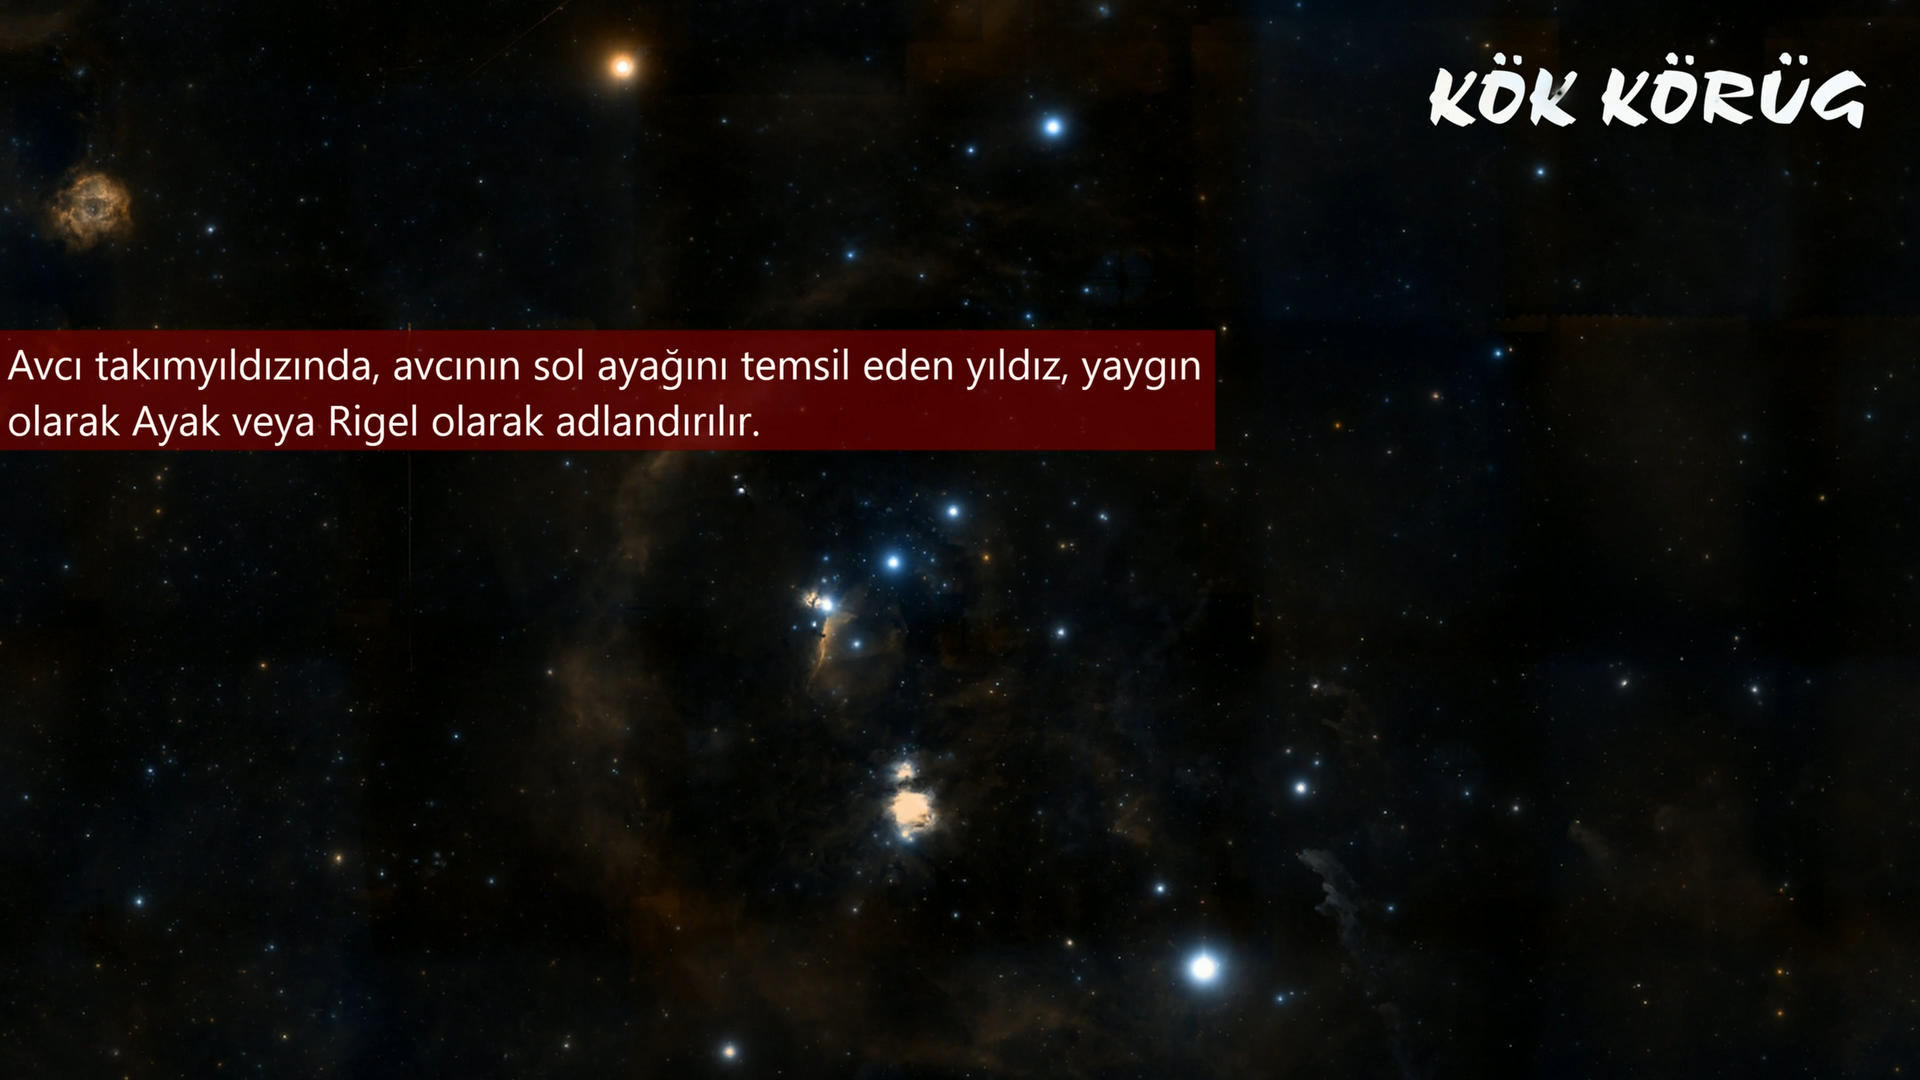 KÖK KÖRÜG
Avcı takımyıldızında, avcının sol ayağını temsil eden yıldız, yaygın
olarak Ayak veya Rigel olarak adlandırılır.